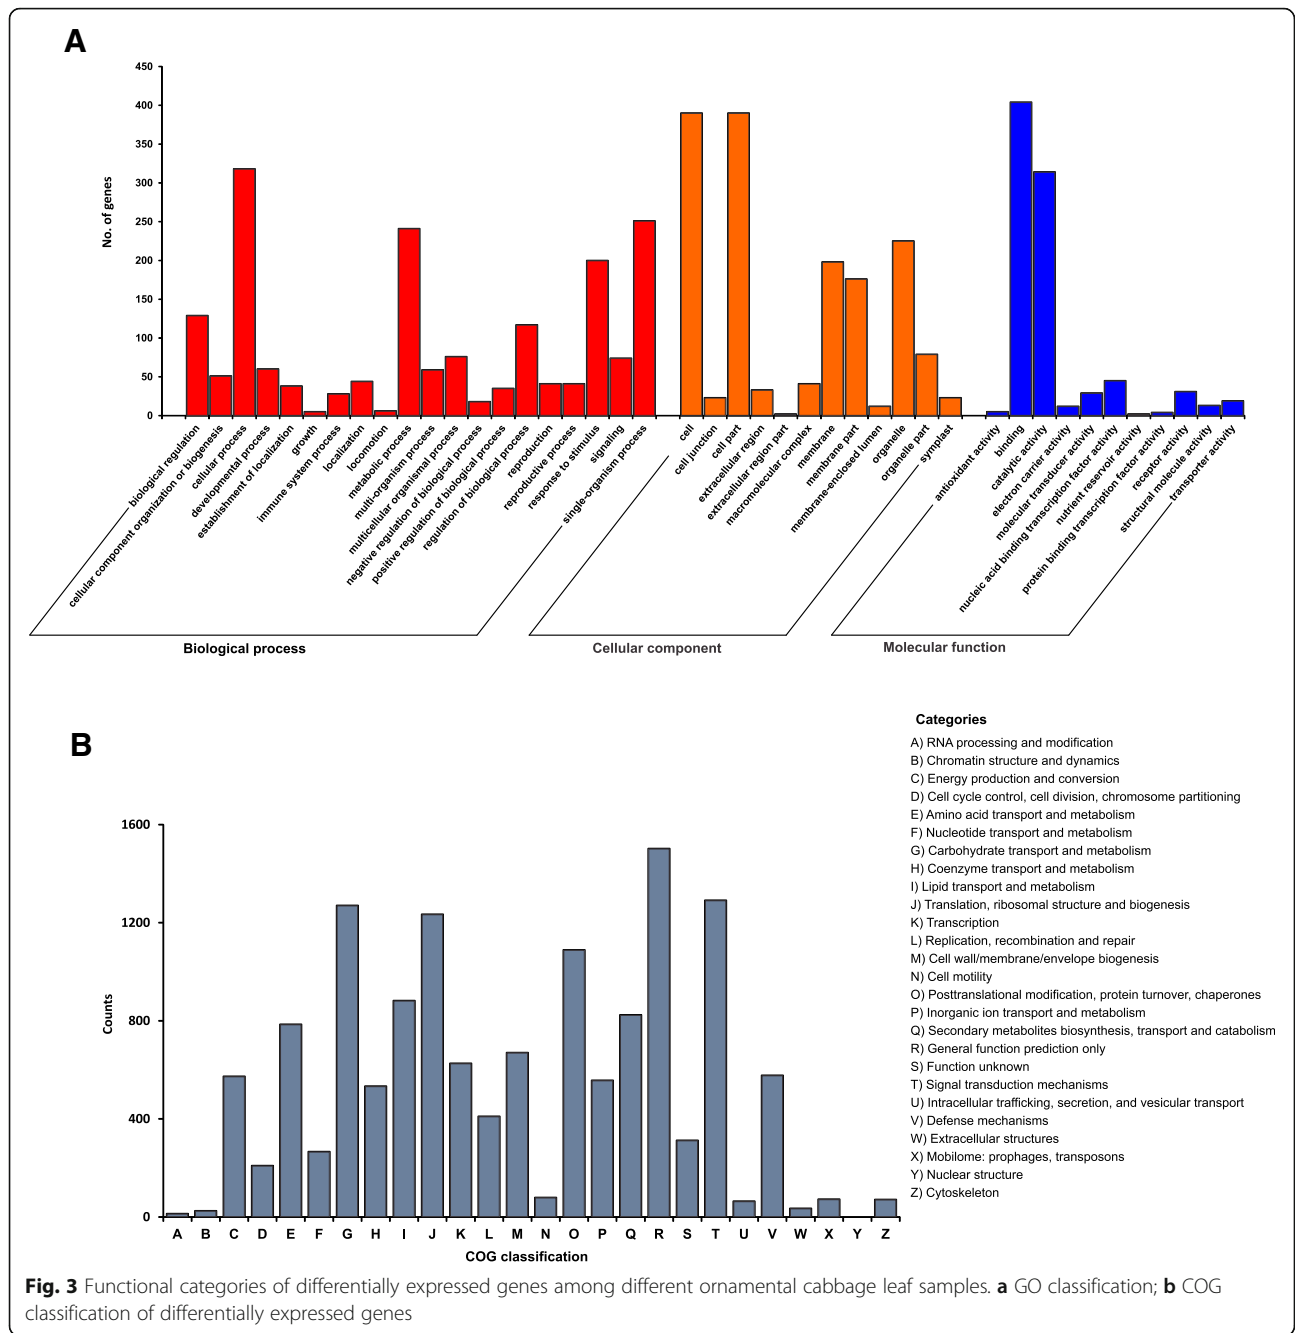 A
450
400
350
300
250
200
150
100
50
0
No. of genes
biological regulation
cellular component organization or biogenesis
cellular process
developmental process
establishment of localization
growth
immune system process
localization
locomotion
metabolic process
multi-organism process
multicellular organismal process
negative regulation of biological process
positive regulation of biological process
regulation of biological process
reproduction
reproductive process
response to stimulus
signaling
single-organism process
cell
cell junction
cell part
extracellular region
extracellular region part
macromolecular complex
membrane
membrane part
membrane-enclosed lumen
organelle
organelle part
symplast
antioxidant activity
binding
catalytic activity
electron carrier activity
molecular transducer activity
nucleic acid binding transcription factor activity
nutrient reservoir activity
protein binding transcription factor activity
receptor activity
structural molecule activity
transporter activity
Biological process
Cellular component
Molecular function
B
1600
1200
800
400
0
Counts
A B C D E F G H I J K L M N O P Q R S T U V W X Y Z
COG classification
Categories
A) RNA processing and modification
B) Chromatin structure and dynamics
C) Energy production and conversion
D) Cell cycle control, cell division, chromosome partitioning
E) Amino acid transport and metabolism
F) Nucleotide transport and metabolism
G) Carbohydrate transport and metabolism
H) Coenzyme transport and metabolism
I) Lipid transport and metabolism
J) Translation, ribosomal structure and biogenesis
K) Transcription
L) Replication, recombination and repair
M) Cell wall/membrane/envelope biogenesis
N) Cell motility
O) Posttranslational modification, protein turnover, chaperones
P) Inorganic ion transport and metabolism
Q) Secondary metabolites biosynthesis, transport and catabolism
R) General function prediction only
S) Function unknown
T) Signal transduction mechanisms
U) Intracellular trafficking, secretion, and vesicular transport
V) Defense mechanisms
W) Extracellular structures
X) Mobilome: prophages, transposons
Y) Nuclear structure
Z) Cytoskeleton
Fig. 3 Functional categories of differentially expressed genes among different ornamental cabbage leaf samples. a GO classification; b COG
classification of differentially expressed genes